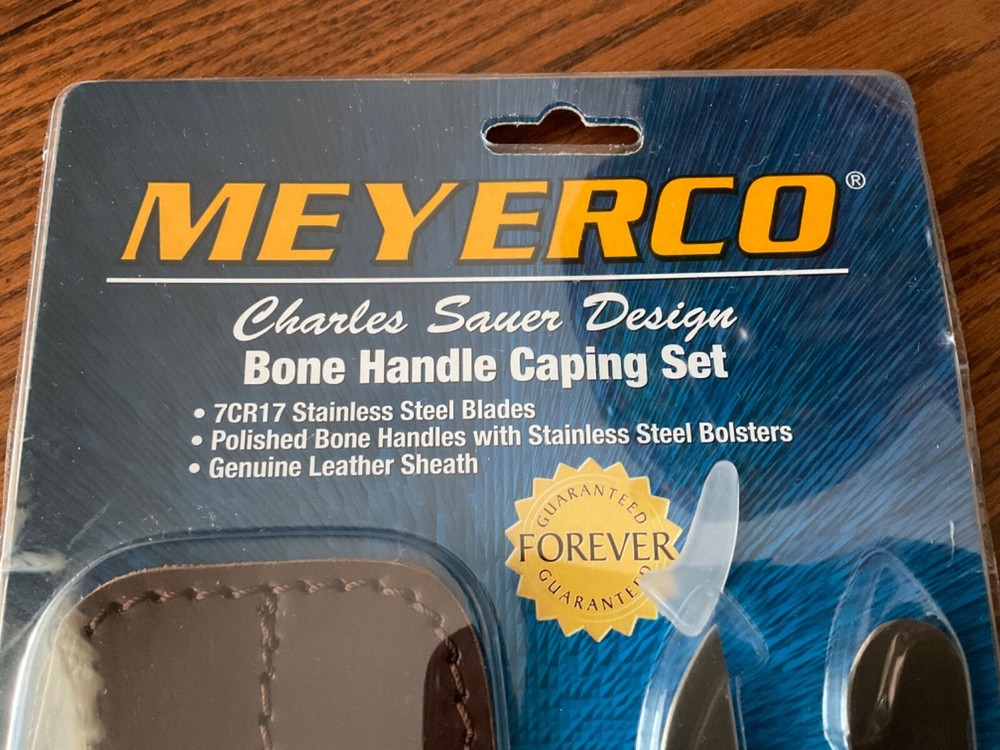 MEYERCO®
Charles Sauer Design
Bone Handle Caping Set
• 7CR17 Stainless Steel Blades
• Polished Bone Handles with Stainless Steel Bolsters
• Genuine Leather Sheath
GUARANTEED
FOREVER
GUARANTEED